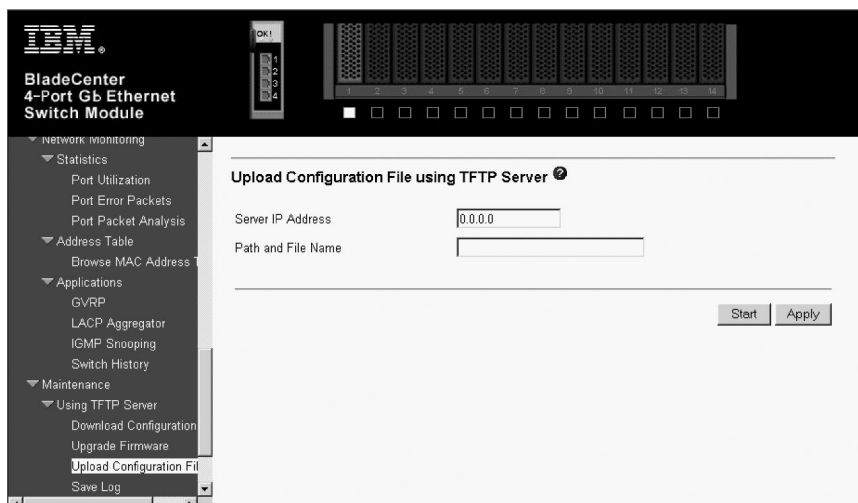 IBM®
BladeCenter
4-Port Gb Ethernet
Switch Module
OK!
1
2
3
4
1 2 3 4 5 6 7 8 9 10 11 12 13 14
Network Monitoring
Statistics
Port Utilization
Port Error Packets
Port Packet Analysis
Address Table
Browse MAC Address T
Applications
GVRP
LACP Aggregator
IGMP Snooping
Switch History
Maintenance
Using TFTP Server
Download Configuration
Upgrade Firmware
Upload Configuration Fil
Save Log
Upload Configuration File using TFTP Server ?
Server IP Address 0.0.0.0
Path and File Name
Start Apply